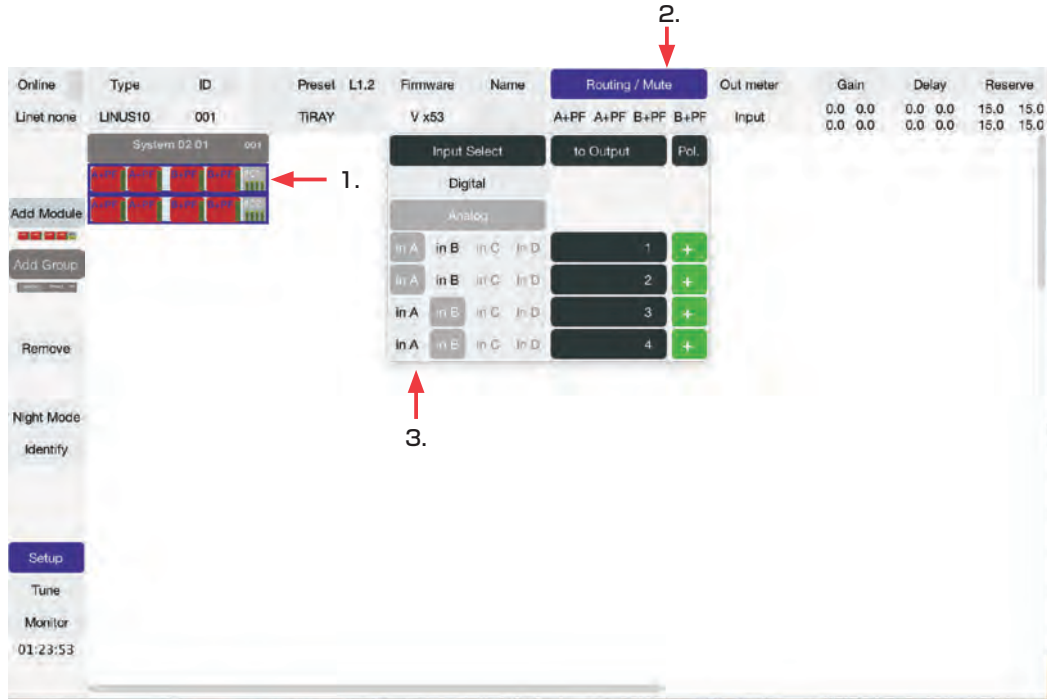 2.
Online Type ID Preset L1,2 Firmware Name Routing / Mute Out meter Gain Delay Reserve
Linet none LINUS10 001 TiRAY V x53 A+PF A+PF B+PF B+PF Input 0.0 0.0 0.0 0.0 15.0 15.0
0.0 0.0 0.0 0.0 15.0 15.0
System 02 01 001
Input Select to Output Pol.
1.
Digital
Add Module
Analog
in A in B in C In D 1 +
Add Group
in A in B in C In D 2 +
in A in B in C In D 3 +
Remove
in A in B in C In D 4 +
Night Mode
3.
Identify
Setup
Tune
Monitor
01:23:53